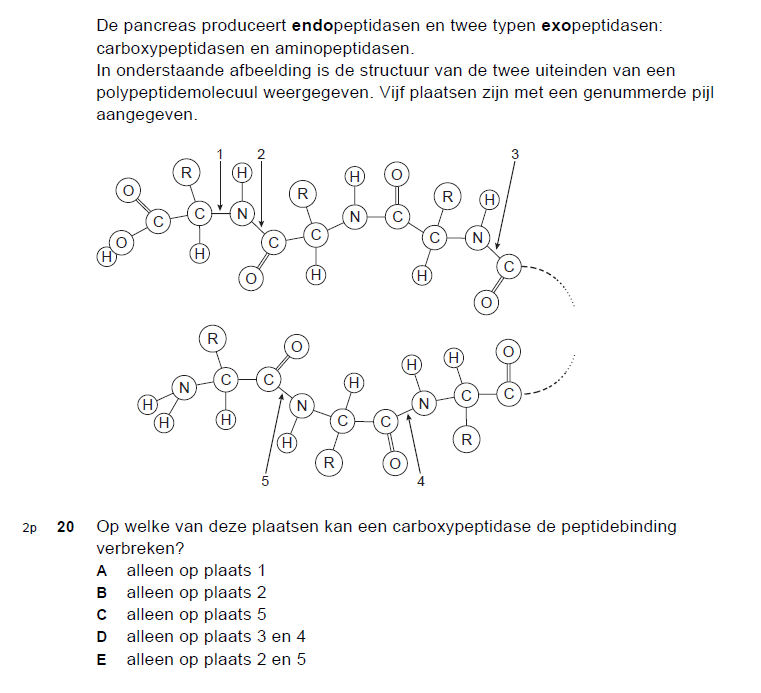 De pancreas produceert endopeptidasen en twee typen exopeptidasen:
carboxypeptidasen en aminopeptidasen.
In onderstaande afbeelding is de structuur van de twee uiteinden van een
polypeptidemolecuul weergegeven. Vijf plaatsen zijn met een genummerde pijl
aangegeven.
1 2 3
R H H O
O R R H
C C N N C
O C C C N
H H O H H C
O
R O H H O
H
N C C N C C
H H H N C C
H R O R
5 4
2p 20 Op welke van deze plaatsen kan een carboxypeptidase de peptidebinding
verbreken?
A alleen op plaats 1
B alleen op plaats 2
C alleen op plaats 5
D alleen op plaats 3 en 4
E alleen op plaats 2 en 5